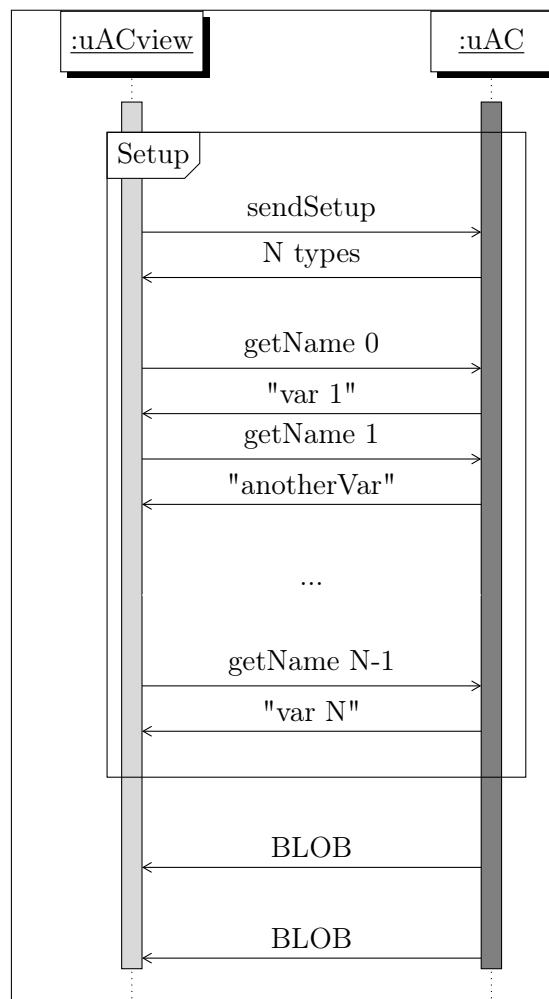 :uACview
:uAC
Setup
sendSetup
N types
getName 0
"var 1"
getName 1
"anotherVar"
...
getName N-1
"var N"
BLOB
BLOB